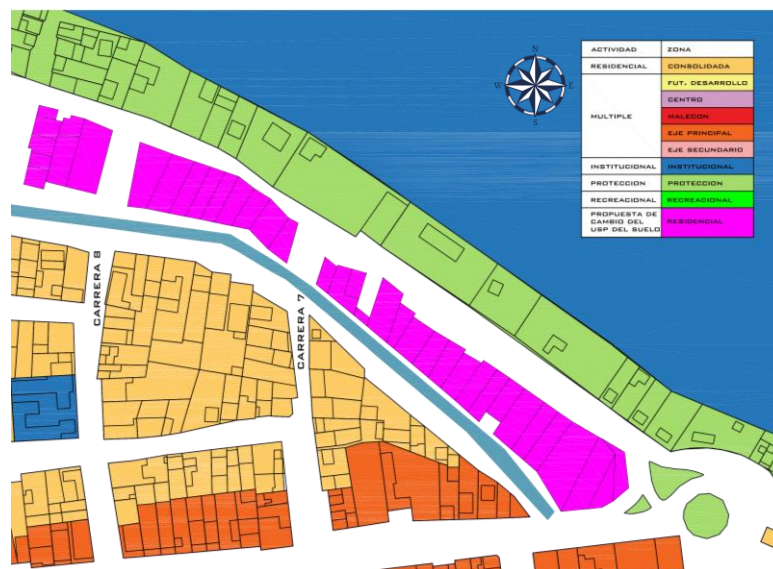 N
W
E
S
ACTIVIDAD ZONA
RESIDENCIAL CONSOLIDADA
MULTIPLE
FUT. DESARROLLO
CENTRO
MALECON
EJE PRINCIPAL
EJE SECUNDARIO
INSTITUCIONAL INSTITUCIONAL
PROTECCION PROTECCION
RECREACIONAL RECREACIONAL
PROPUESTA DE
CAMBIO DEL
USP DEL SUELO
RESIDENCIAL
CARRERA 8
CARRERA 7